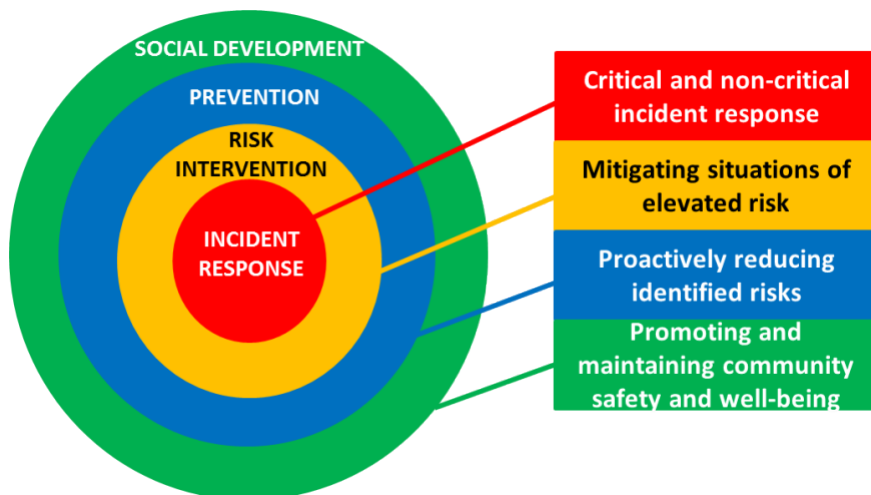 SOCIAL DEVELOPMENT
PREVENTION
RISK
INTERVENTION
INCIDENT
RESPONSE
Critical and non-critical
incident response
Mitigating situations of
elevated risk
Proactively reducing
identified risks
Promoting and
maintaining community
safety and well-being